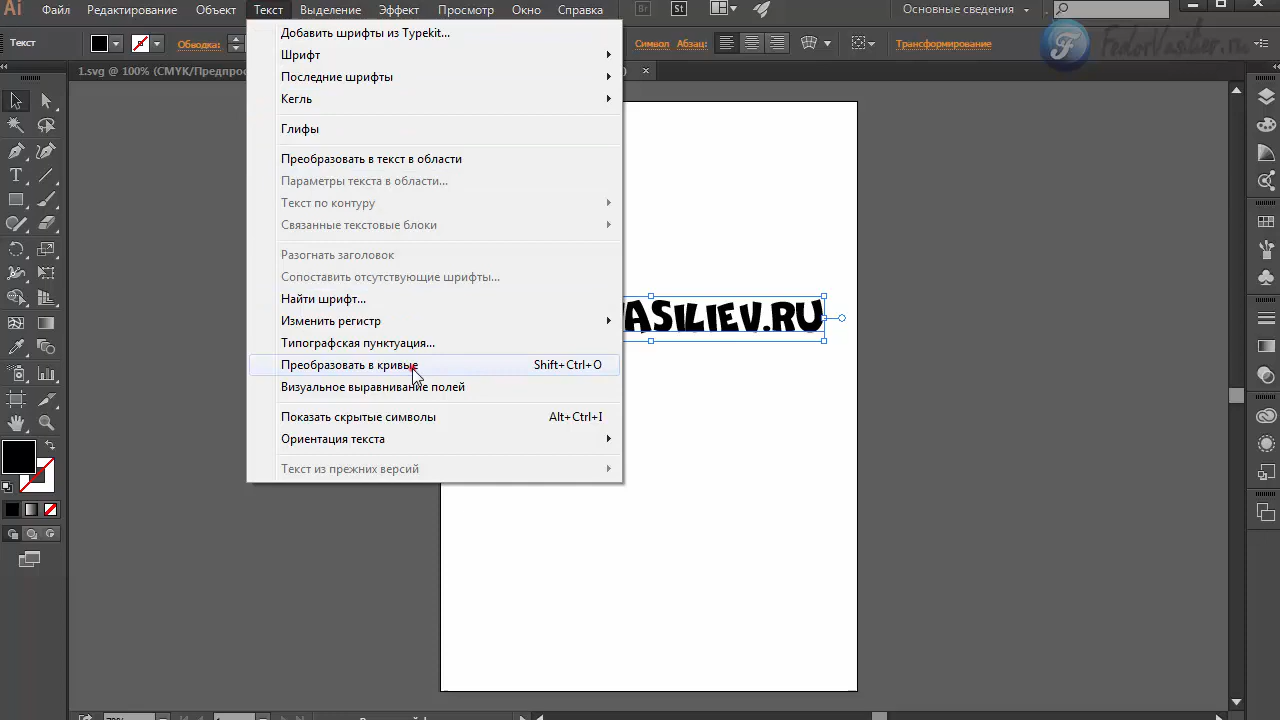 Ai Файл Редактирование Объект Текст Выделение Эффект Просмотр Окно Справка Br St Основные сведения
Текст Обводка: Символ Абзац: Трансформирование FedorVasiliev.ru
1.svg @ 100% (CMYK/Предпрос
Добавить шрифты из Typekit...
Шрифт
Последние шрифты
Кегль
Глифы
Преобразовать в текст в области
Параметры текста в области...
Текст по контуру
Связанные текстовые блоки
Разогнать заголовок
Сопоставить отсутствующие шрифты...
Найти шрифт...
Изменить регистр
Типографская пунктуация...
Преобразовать в кривые Shift+Ctrl+O
Визуальное выравнивание полей
Показать скрытые символы Alt+Ctrl+I
Ориентация текста
Текст из прежних версий
ASILIEV.RU